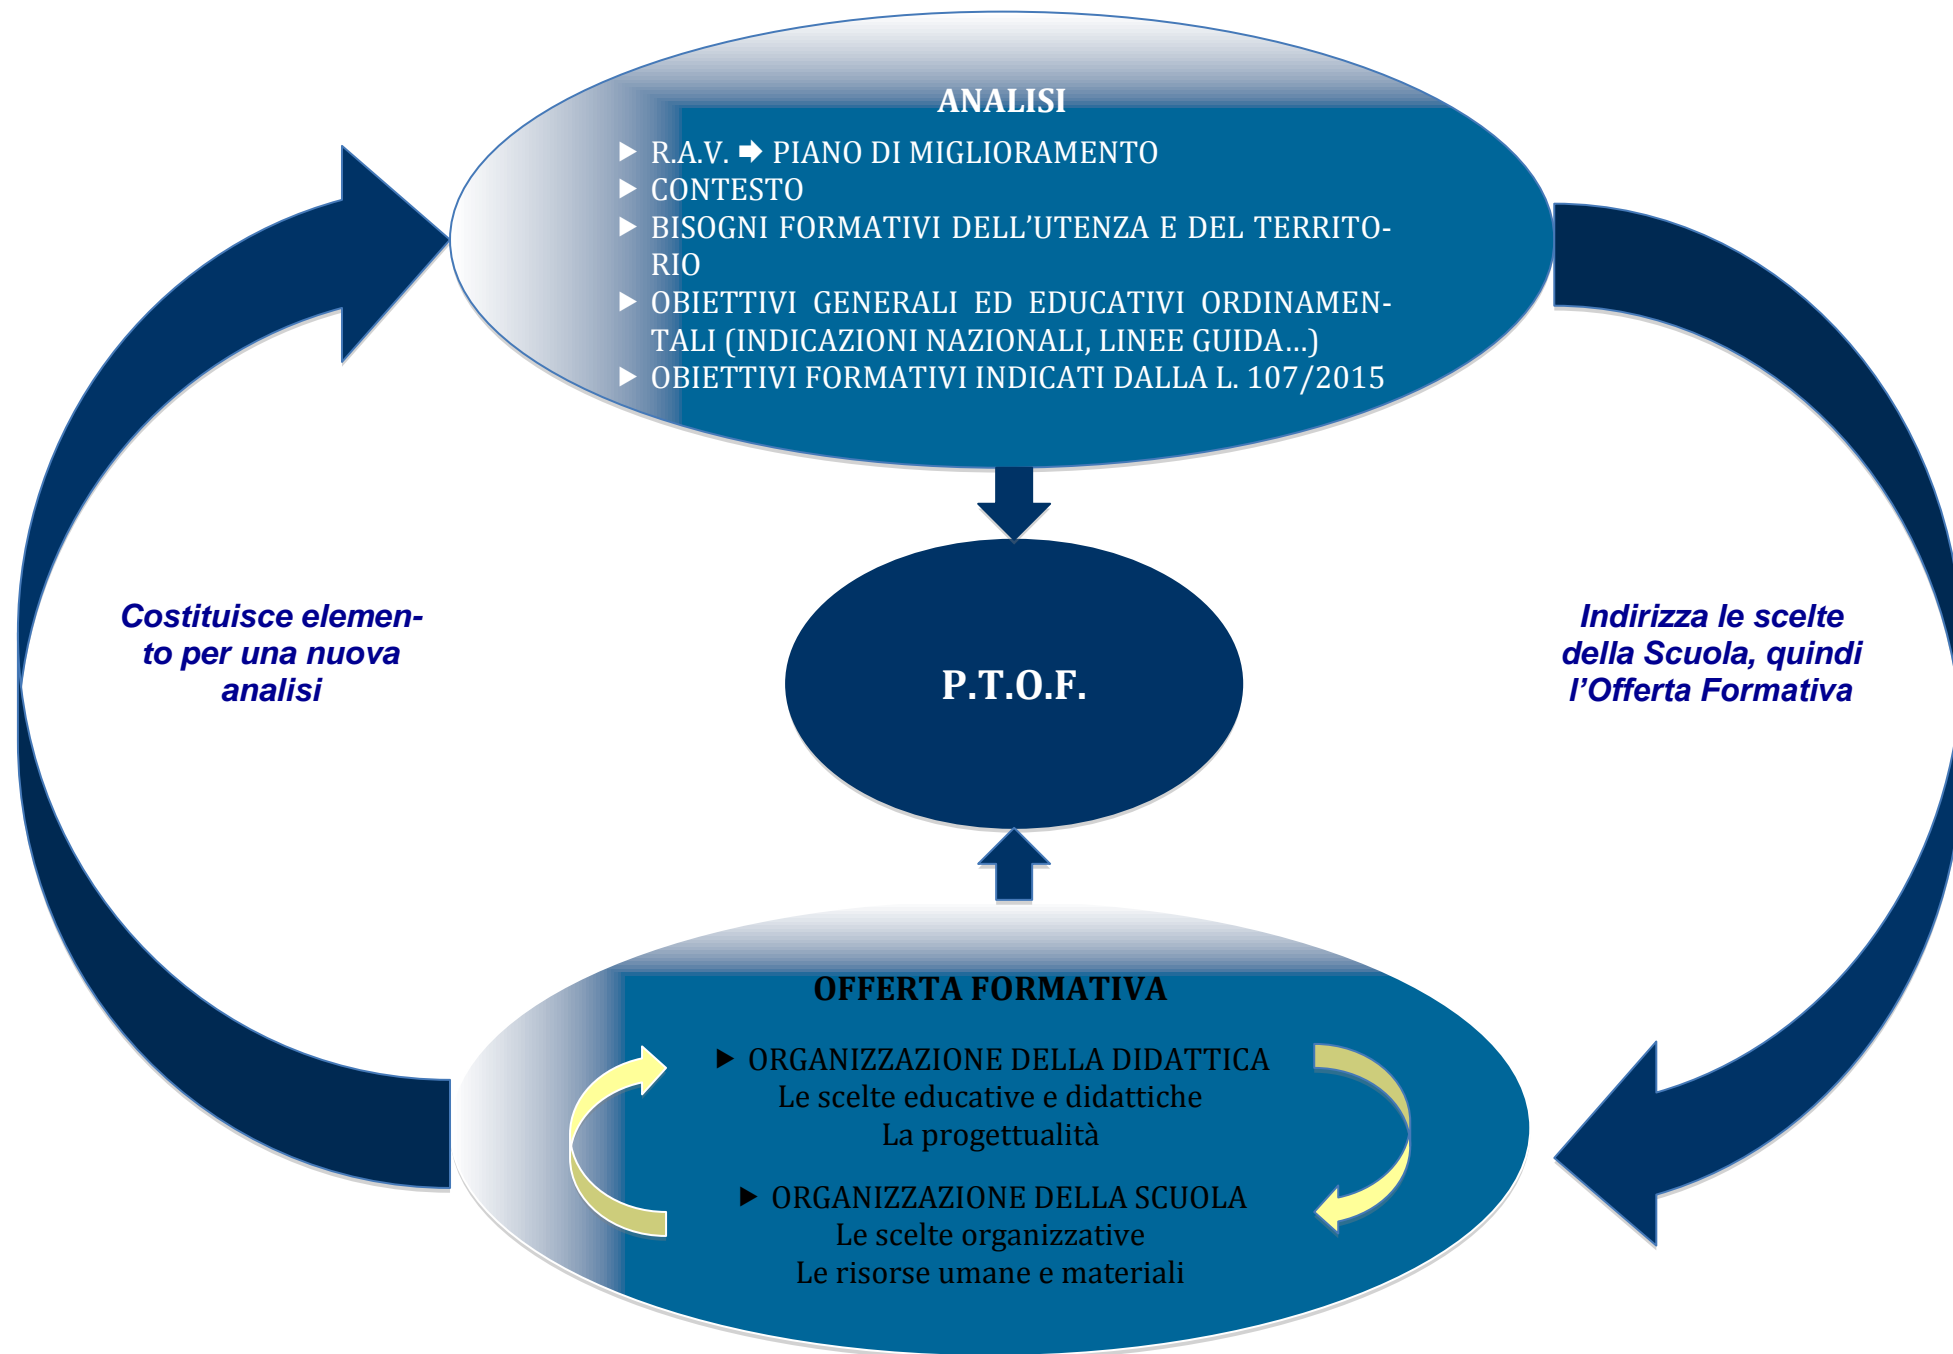 ANALISI
▶ R.A.V. ➡ PIANO DI MIGLIORAMENTO
▶ CONTESTO
▶ BISOGNI FORMATIVI DELL’UTENZA E DEL TERRITO-
RIO
▶ OBIETTIVI GENERALI ED EDUCATIVI ORDINAMEN-
TALI (INDICAZIONI NAZIONALI, LINEE GUIDA…)
▶ OBIETTIVI FORMATIVI INDICATI DALLA L. 107/2015
Costituisce elemen-
to per una nuova
analisi
P.T.O.F.
Indirizza le scelte
della Scuola, quindi
l’Offerta Formativa
OFFERTA FORMATIVA
▶ ORGANIZZAZIONE DELLA DIDATTICA
Le scelte educative e didattiche
La progettualità
▶ ORGANIZZAZIONE DELLA SCUOLA
Le scelte organizzative
Le risorse umane e materiali